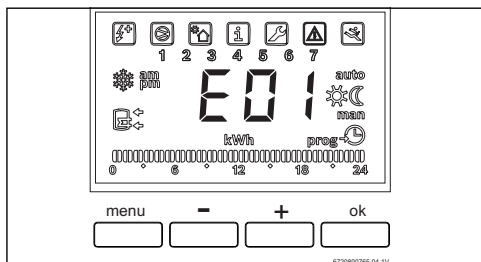 1 2 3 4 5 6 7
am auto
pm
E01
man
kWh prog
0 6 12 18 24
menu - + ok
6720800765.04.1V